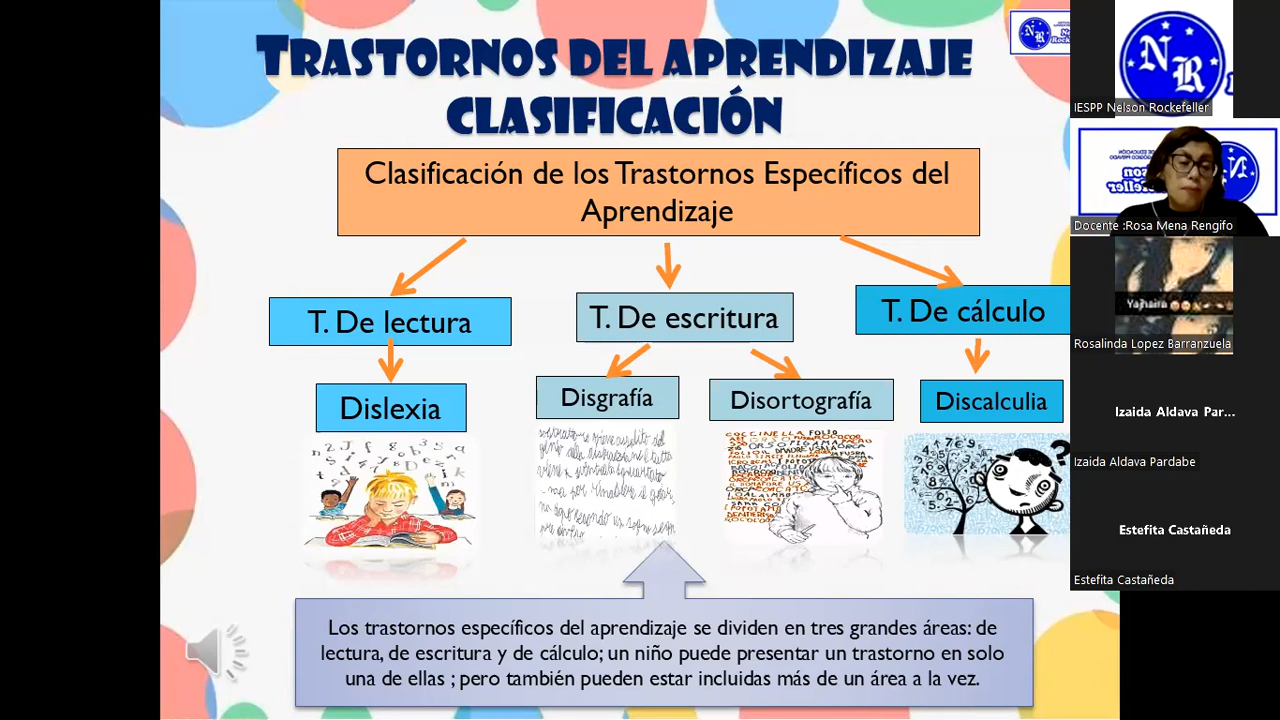 TRASTORNOS DEL APRENDIZAJE
CLASIFICACIÓN
Clasificación de los Trastornos Específicos del
Aprendizaje
T. De lectura
T. De escritura
T. De cálculo
Dislexia
Disgrafía
Disortografía
Discalculia
Los trastornos específicos del aprendizaje se dividen en tres grandes áreas: de
lectura, de escritura y de cálculo; un niño puede presentar un trastorno en solo
una de ellas ; pero también pueden estar incluidas más de un área a la vez.
NR
IESPP Nelson Rockefeller
Docente :Rosa Mena Rengifo
Yajhaira
Rosalinda Lopez Barranzuela
Izaida Aldava Par...
Izaida Aldava Pardabe
Estefita Castañeda
Estefita Castañeda